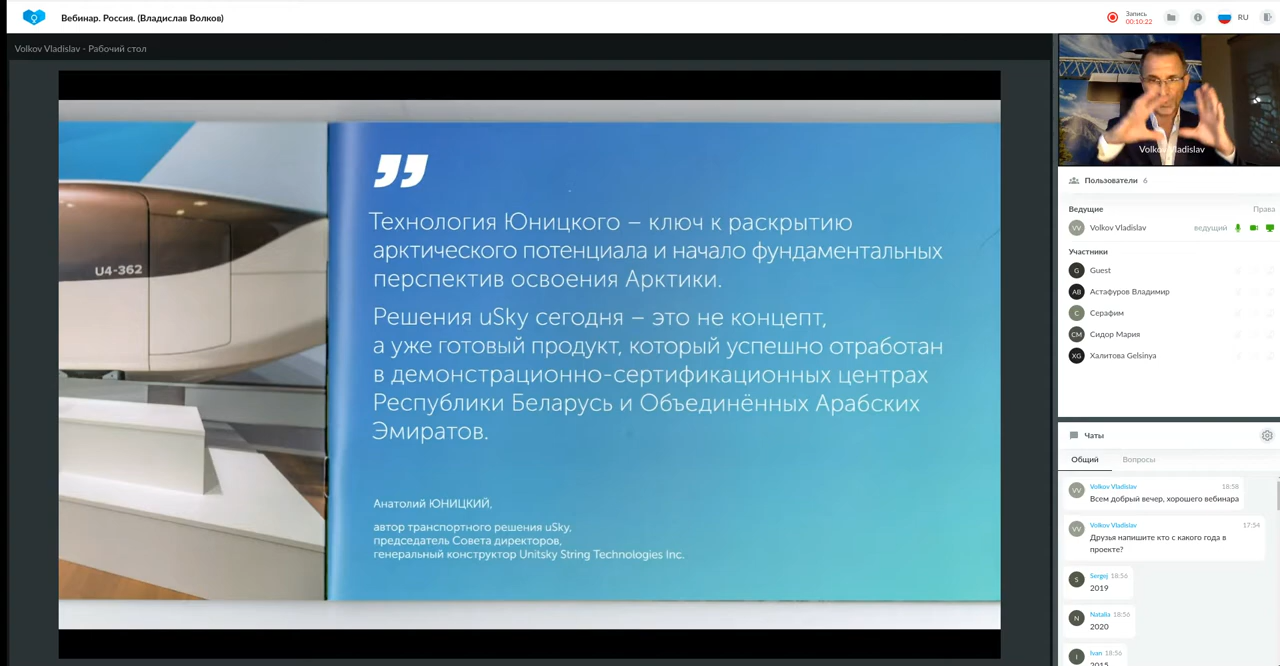 Вебинар. Россия. (Владислав Волков)
Запись
00:10:22
RU
Volkov Vladislav - Рабочий стол
U4-362
Технология Юницкого – ключ к раскрытию
арктического потенциала и начало фундаментальных
перспектив освоения Арктики.
Решения uSky сегодня – это не концепт,
а уже готовый продукт, который успешно отработан
в демонстрационно-сертификационных центрах
Республики Беларусь и Объединённых Арабских
Эмиратов.
Анатолий ЮНИЦКИЙ,
автор транспортного решения uSky,
председатель Совета директоров,
генеральный конструктор Unitsky String Technologies Inc.
Volkov Vladislav
Пользователи 6
Ведущие Права
VV Volkov Vladislav ведущий
Участники
G Guest
АВ Астафуров Владимир
С Серафим
СМ Сидор Мария
XG Халитова Gelsinya
Чаты
Общий Вопросы
VV Volkov Vladislav 18:58
Всем добрый вечер, хорошего вебинара
VV Volkov Vladislav 17:54
Друзья напишите кто с какого года в
проекте?
S Sergej 18:56
2019
N Natalia 18:56
2020
I Ivan 18:56
2015